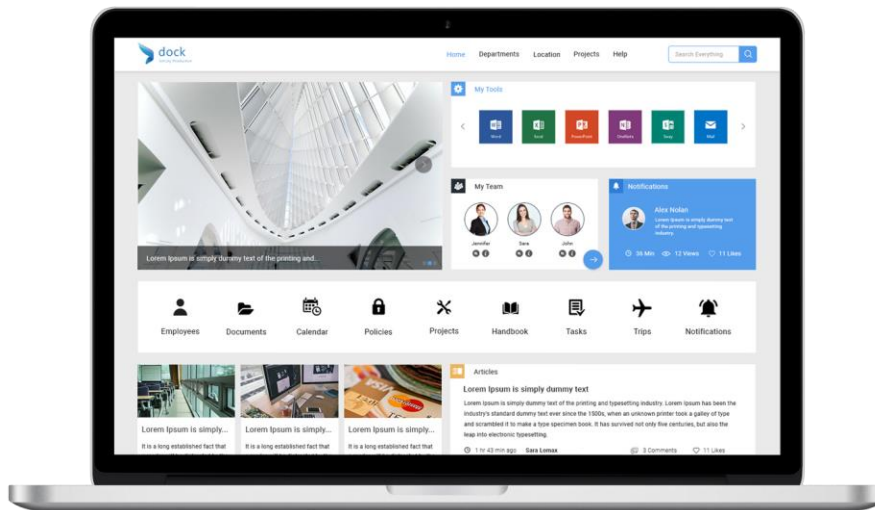 dock
Home Departments Location Projects Help
Search Everything
My Tools
Word Excel PowerPoint OneNote Sway Mail
Lorem Ipsum is simply dummy text of the printing and...
My Team
Jennifer Sara John
Notifications
Alex Nolan
Lorem Ipsum is simply dummy text
of the printing and typesetting
industry.
36 Min 12 Views 11 Likes
Employees Documents Calendar Policies Projects Handbook Tasks Trips Notifications
VISA
MasterCard
Lorem Ipsum is simply...
It is a long established fact that
Lorem Ipsum is simply...
It is a long established fact that
Lorem Ipsum is simply...
It is a long established fact that
Articles
Lorem Ipsum is simply dummy text
Lorem Ipsum is simply dummy text of the printing and typesetting industry. Lorem Ipsum has been the
industry's standard dummy text ever since the 1500s, when an unknown printer took a galley of type
and scrambled it to make a type specimen book. It has survived not only five centuries, but also the
leap into electronic typesetting.
1 hr 43 min ago Sara Lomax 3 Comments 11 Likes